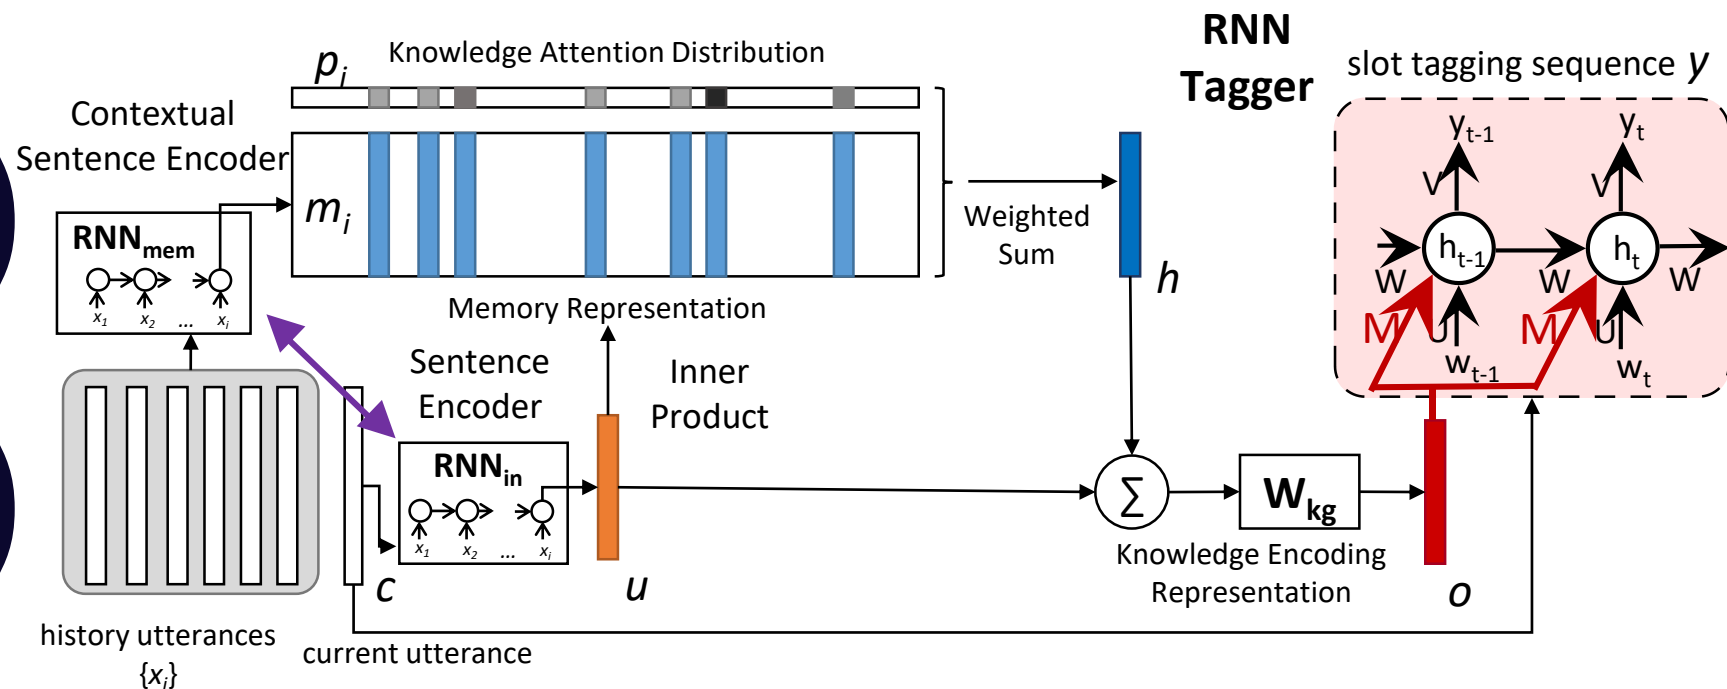 RNN
Tagger
slot tagging sequence y
Knowledge Attention Distribution
p_i
Contextual
Sentence Encoder
m_i
RNN_mem
x_1 x_2 ... x_i
Memory Representation
Weighted
Sum
h
y_t-1 y_t
V V
h_t-1 h_t
W W W
M U M U
w_t-1 w_t
Sentence
Encoder
Inner
Product
RNN_in
x_1 x_2 ... x_i
∑
W_kg
Knowledge Encoding
Representation
c
u
o
history utterances
{x_i}
current utterance